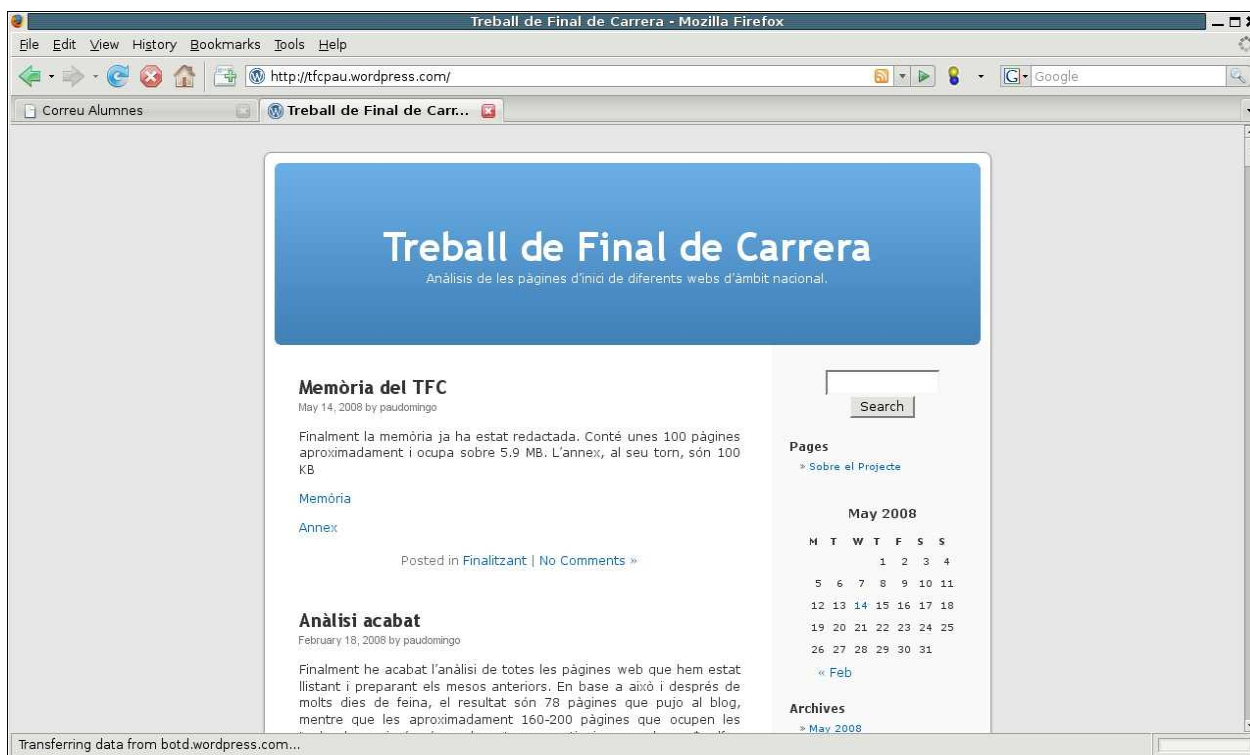 Treball de Final de Carrera - Mozilla Firefox
File Edit View History Bookmarks Tools Help
http://tfcpau.wordpress.com/
G Google
Correu Alumnes
Treball de Final de Carr...
Treball de Final de Carrera
Anàlisis de les pàgines d'inici de diferents webs d'àmbit nacional.
Memòria del TFC
May 14, 2008 by paudomingo
Finalment la memòria ja ha estat redactada. Conté unes 100 pàgines
aproximadament i ocupa sobre 5.9 MB. L'annex, al seu torn, són 100
KB
Memòria
Annex
Posted in Finalitzant | No Comments »
Anàlisi acabat
February 18, 2008 by paudomingo
Finalment he acabat l'anàlisi de totes les pàgines web que hem estat
llistant i preparant els mesos anteriors. En base a això i després de
molts dies de feina, el resultat són 78 pàgines que pujo al blog,
mentre que les aproximadament 160-200 pàgines que ocupen les
Search
Pages
» Sobre el Projecte
May 2008
M T W T F S S
1 2 3 4
5 6 7 8 9 10 11
12 13 14 15 16 17 18
19 20 21 22 23 24 25
26 27 28 29 30 31
« Feb
Archives
» May 2008
Transferring data from botd.wordpress.com...